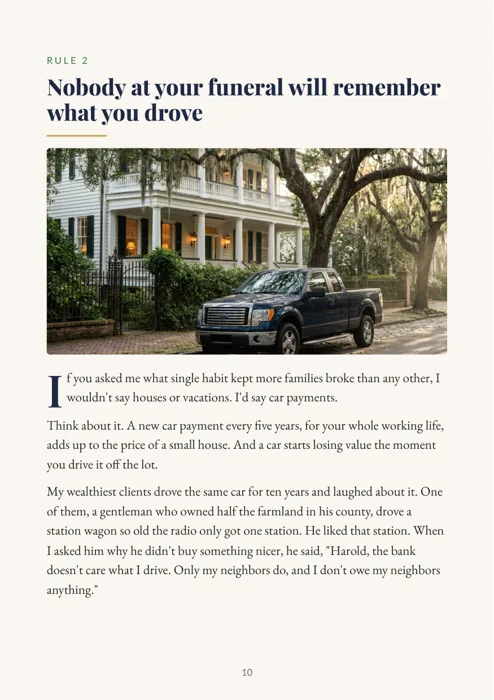 RULE 2
Nobody at your funeral will remember
what you drove
If you asked me what single habit kept more families broke than any other, I
wouldn't say houses or vacations. I'd say car payments.
Think about it. A new car payment every five years, for your whole working life,
adds up to the price of a small house. And a car starts losing value the moment
you drive it off the lot.
My wealthiest clients drove the same car for ten years and laughed about it. One
of them, a gentleman who owned half the farmland in his county, drove a
station wagon so old the radio only got one station. He liked that station. When
I asked him why he didn't buy something nicer, he said, "Harold, the bank
doesn't care what I drive. Only my neighbors do, and I don't owe my neighbors
anything."
10